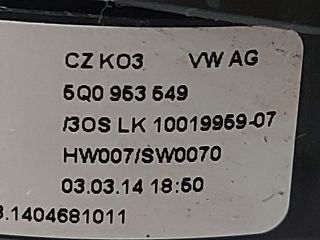 CZ KO3 VW AG
5Q0 953 549
/3OS LK 10019959-07
HW007/SW0070
03.03.14 18:50
3.1404681011